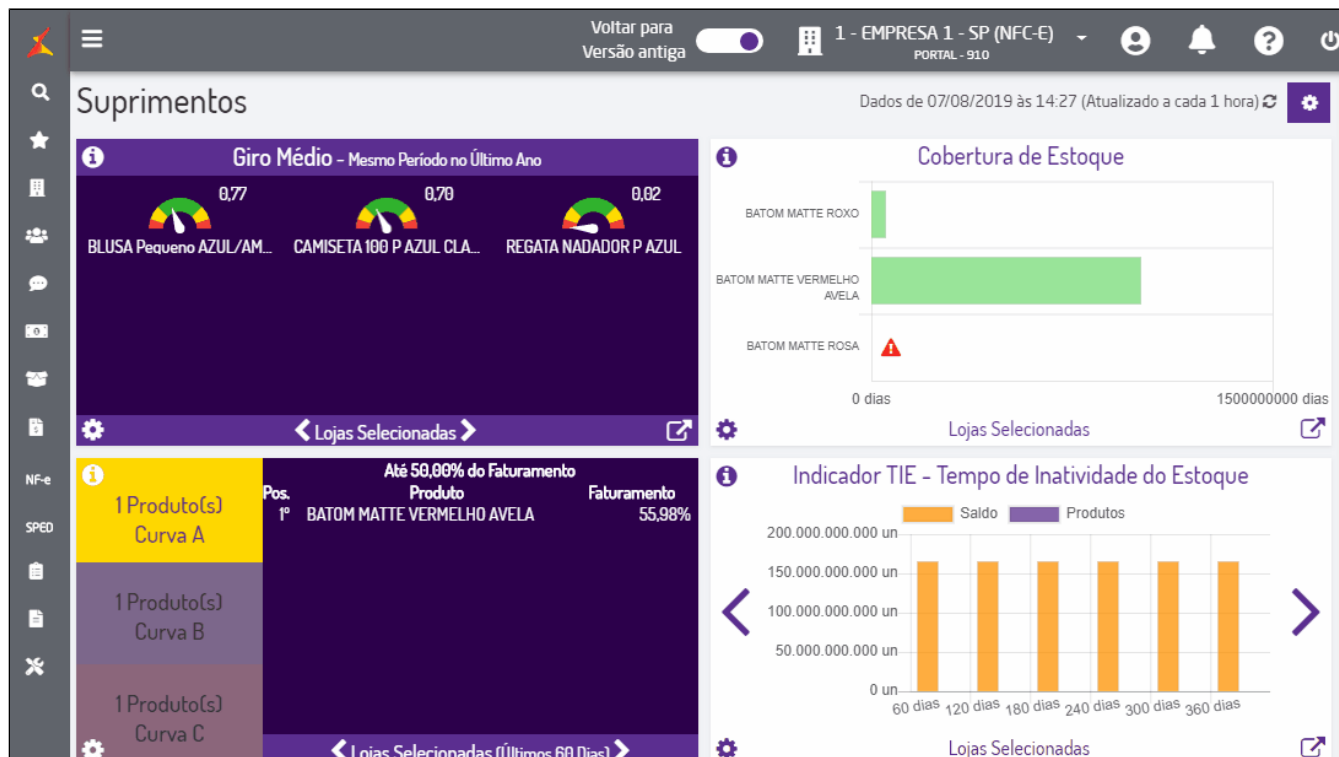 Voltar para
Versão antiga
1 - EMPRESA 1 - SP (NFC-E)
PORTAL - 910
Suprimentos
Dados de 07/08/2019 às 14:27 (Atualizado a cada 1 hora)
Giro Médio - Mesmo Período no Último Ano
0,77
0,70
0,02
BLUSA Pequeno AZUL/AM...
CAMISETA 100 P AZUL CLA...
REGATA NADADOR P AZUL
Lojas Selecionadas
Cobertura de Estoque
BATOM MATTE ROXO
BATOM MATTE VERMELHO
AVELA
BATOM MATTE ROSA
0 dias
1500000000 dias
Lojas Selecionadas
NF-e
SPED
1 Produto(s)
Curva A
1 Produto(s)
Curva B
1 Produto(s)
Curva C
Até 50,00% do Faturamento
Pos. Produto Faturamento
1º BATOM MATTE VERMELHO AVELA 55,98%
Lojas Selecionadas (Últimos 60 Dias)
Indicador TIE - Tempo de Inatividade do Estoque
Saldo Produtos
200.000.000.000 un
150.000.000.000 un
100.000.000.000 un
50.000.000.000 un
0 un
60 dias 120 dias 180 dias 240 dias 300 dias 360 dias
Lojas Selecionadas